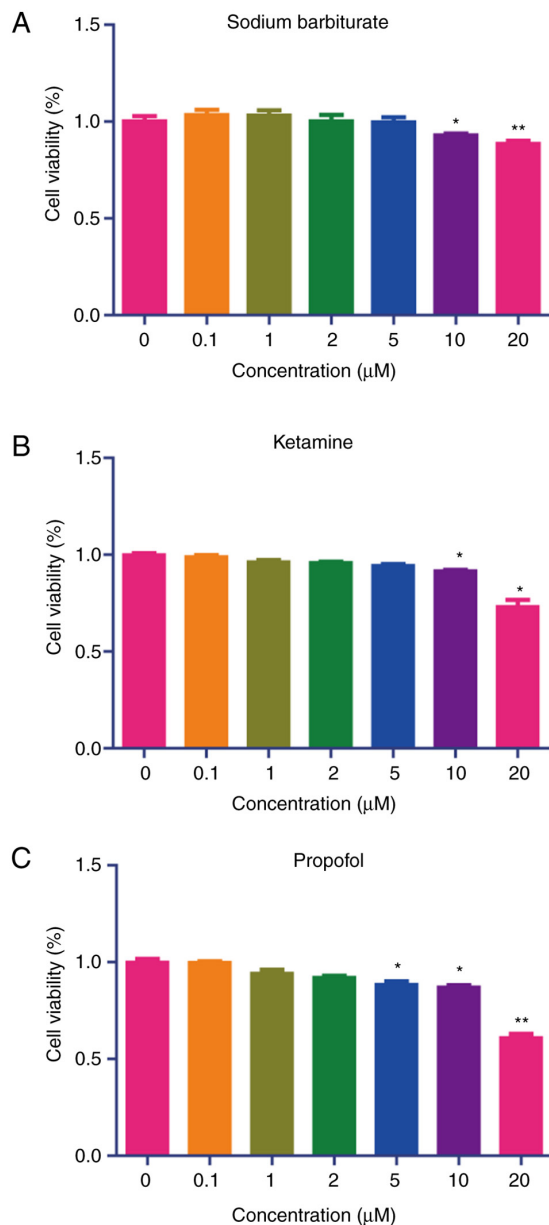 A
Sodium barbiturate
Cell viability (%)
1.5
1.0
0.5
0.0
*
**
0 0.1 1 2 5 10 20
Concentration (μM)
B
Ketamine
Cell viability (%)
1.5
1.0
0.5
0.0
*
*
0 0.1 1 2 5 10 20
Concentration (μM)
C
Propofol
Cell viability (%)
1.5
1.0
0.5
0.0
* *
**
0 0.1 1 2 5 10 20
Concentration (μM)